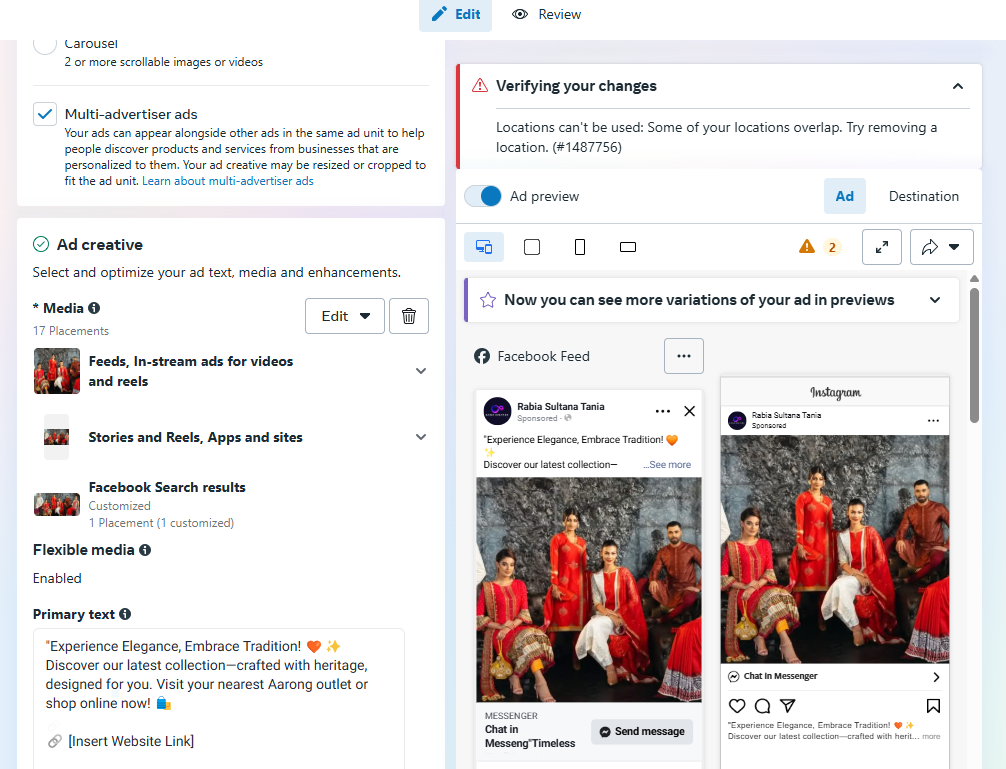 Edit
Review
Carousel
2 or more scrollable images or videos
Multi-advertiser ads
Your ads can appear alongside other ads in the same ad unit to help
people discover products and services from businesses that are
personalized to them. Your ad creative may be resized or cropped to
fit the ad unit. Learn about multi-advertiser ads
Ad creative
Select and optimize your ad text, media and enhancements.
* Media
17 Placements
Edit
Feeds, In-stream ads for videos
and reels
Stories and Reels, Apps and sites
Facebook Search results
Customized
1 Placement (1 customized)
Flexible media
Enabled
Primary text
"Experience Elegance, Embrace Tradition! ❤️ ✨
Discover our latest collection—crafted with heritage,
designed for you. Visit your nearest Aarong outlet or
shop online now! 🛍️
🔗 [Insert Website Link]
Verifying your changes
Locations can't be used: Some of your locations overlap. Try removing a
location. (#1487756)
Ad preview
Ad
Destination
2
Now you can see more variations of your ad in previews
Facebook Feed
Rabia Sultana Tania
Sponsored ·
"Experience Elegance, Embrace Tradition! 🧡
✨
Discover our latest collection—
...See more
MESSENGER
Chat in
Messeng"Timeless
Send message
Instagram
Rabia Sultana Tania
Sponsored
Chat In Messenger
"Experience Elegance, Embrace Tradition! ❤️ ✨
Discover our latest collection—crafted with herit... more